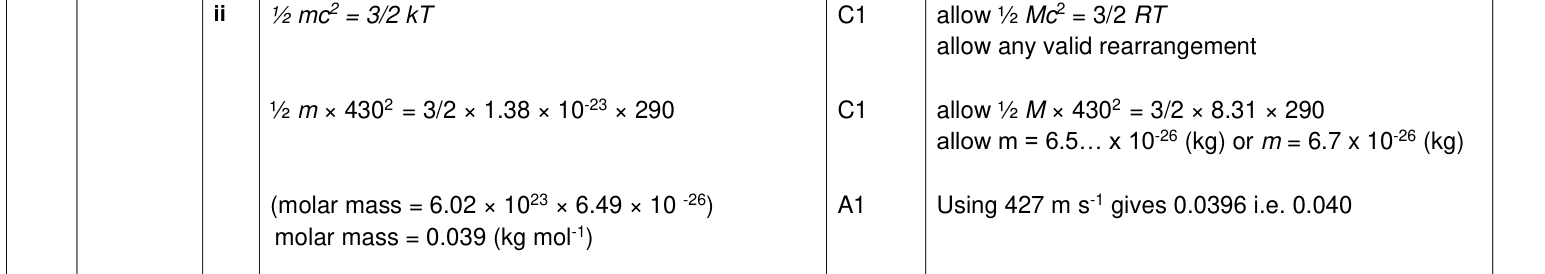 ii ½ mc² = 3/2 kT C1 allow ½ Mc² = 3/2 RT
allow any valid rearrangement
½ m × 430² = 3/2 × 1.38 × 10⁻²³ × 290 C1 allow ½ M × 430² = 3/2 × 8.31 × 290
allow m = 6.5… x 10⁻²⁶ (kg) or m = 6.7 x 10⁻²⁶ (kg)
(molar mass = 6.02 × 10²³ × 6.49 × 10 ⁻²⁶) A1 Using 427 m s⁻¹ gives 0.0396 i.e. 0.040
molar mass = 0.039 (kg mol⁻¹)